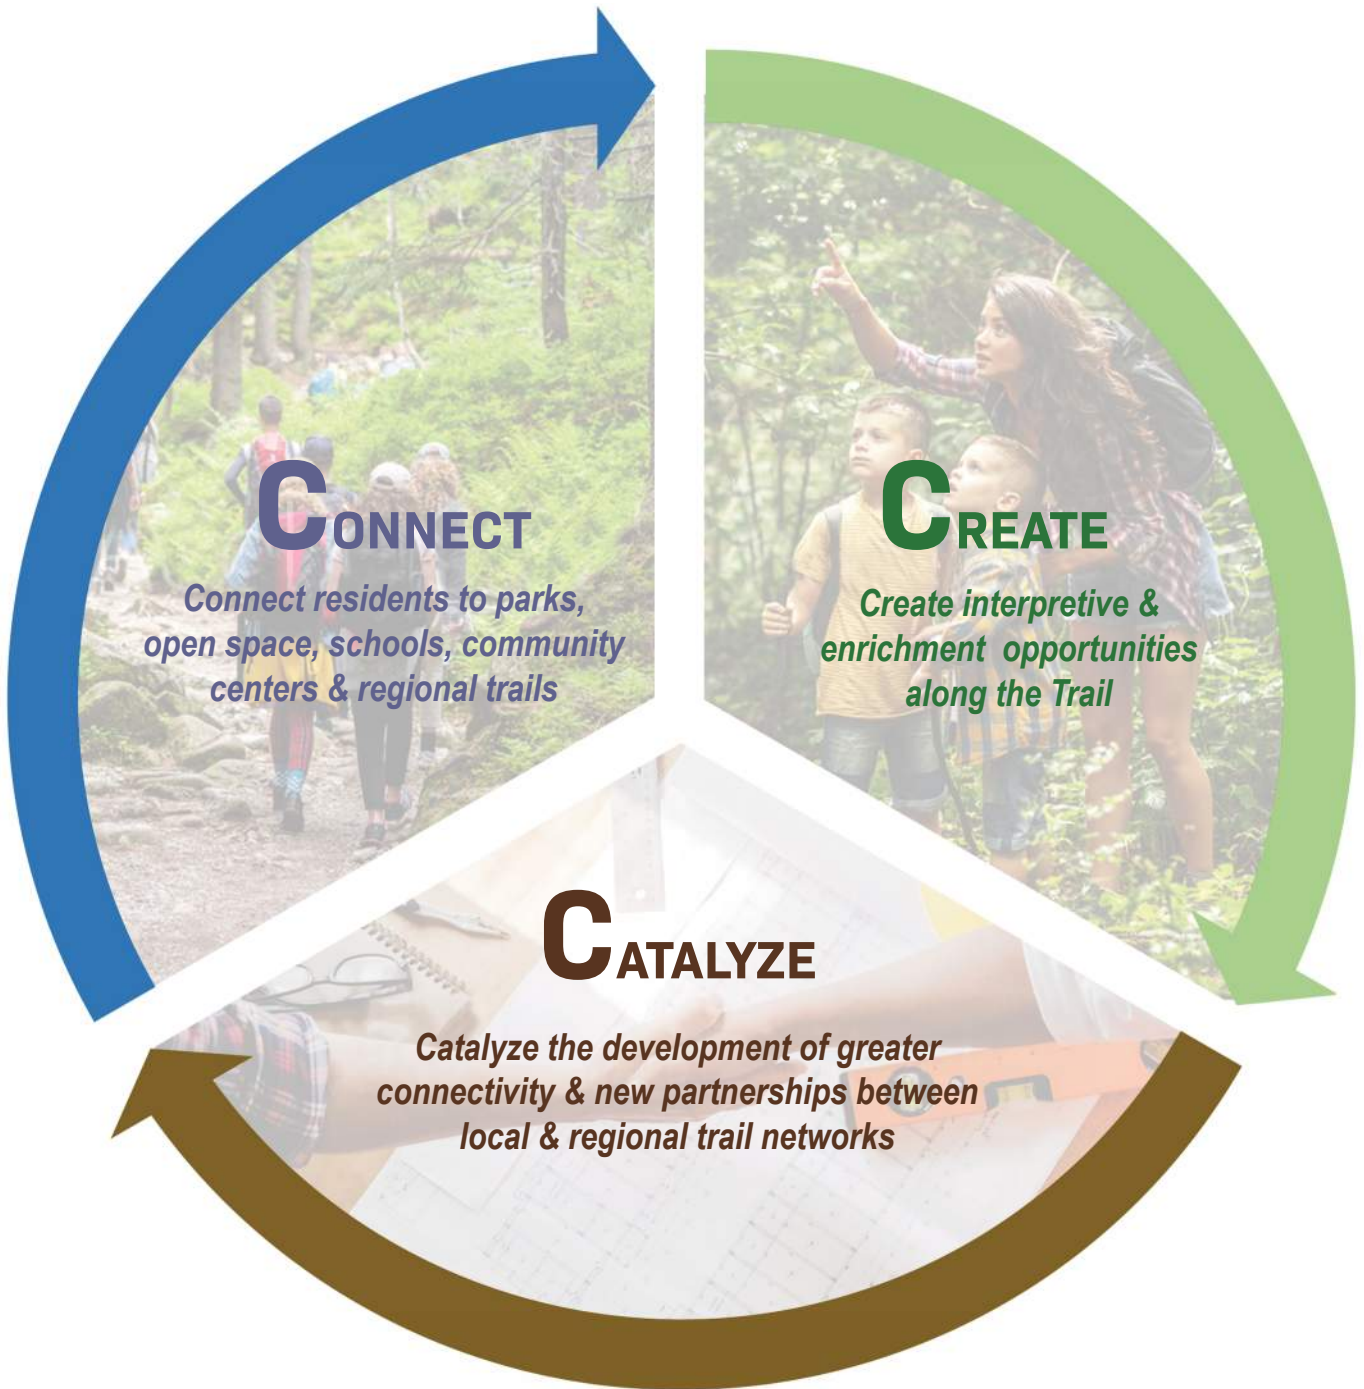 CONNECT
Connect residents to parks,
open space, schools, community
centers & regional trails
CREATE
Create interpretive &
enrichment opportunities
along the Trail
CATALYZE
Catalyze the development of greater
connectivity & new partnerships between
local & regional trail networks